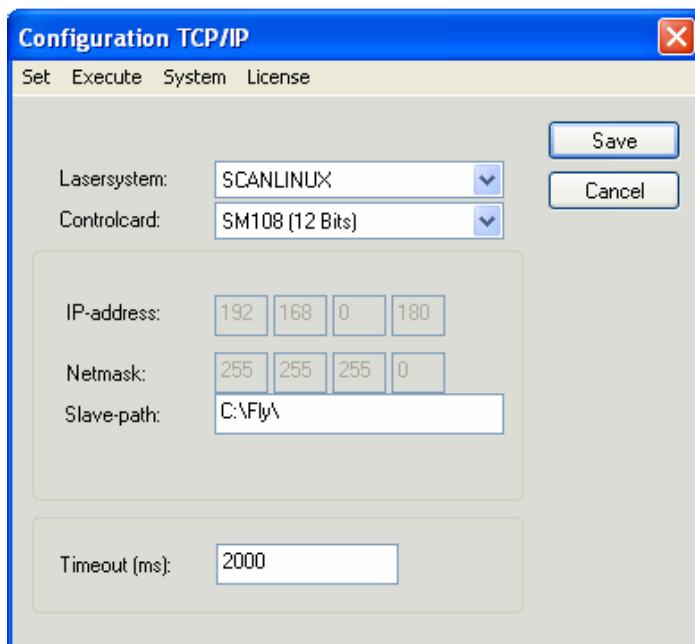 Configuration TCP/IP
Set Execute System License
Save
Lasersystem: SCANLINUX
Cancel
Controlcard: SM108 (12 Bits)
IP-address: 192 168 0 180
Netmask: 255 255 255 0
Slave-path: C:\Fly\
Timeout (ms): 2000